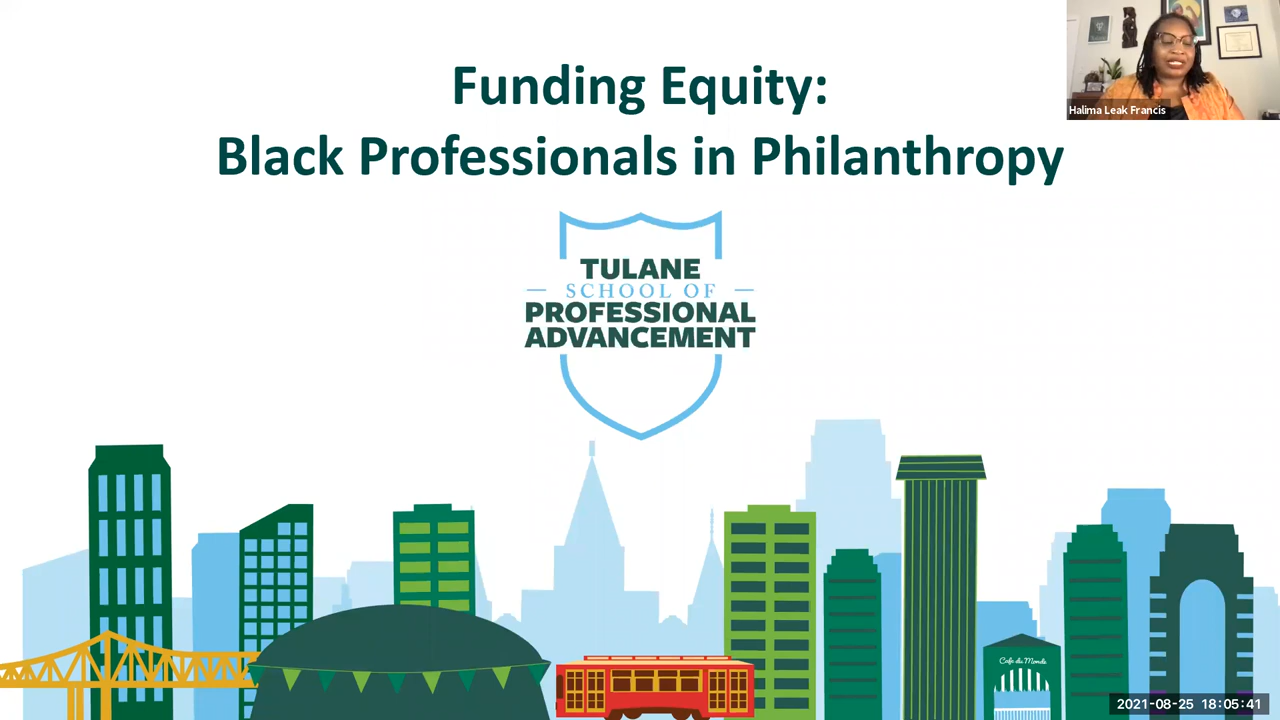 Funding Equity:
Black Professionals in Philanthropy
Halima Leak Francis
TULANE
SCHOOL OF
PROFESSIONAL
ADVANCEMENT
Cafe du Monde
2021-08-25 18:05:41